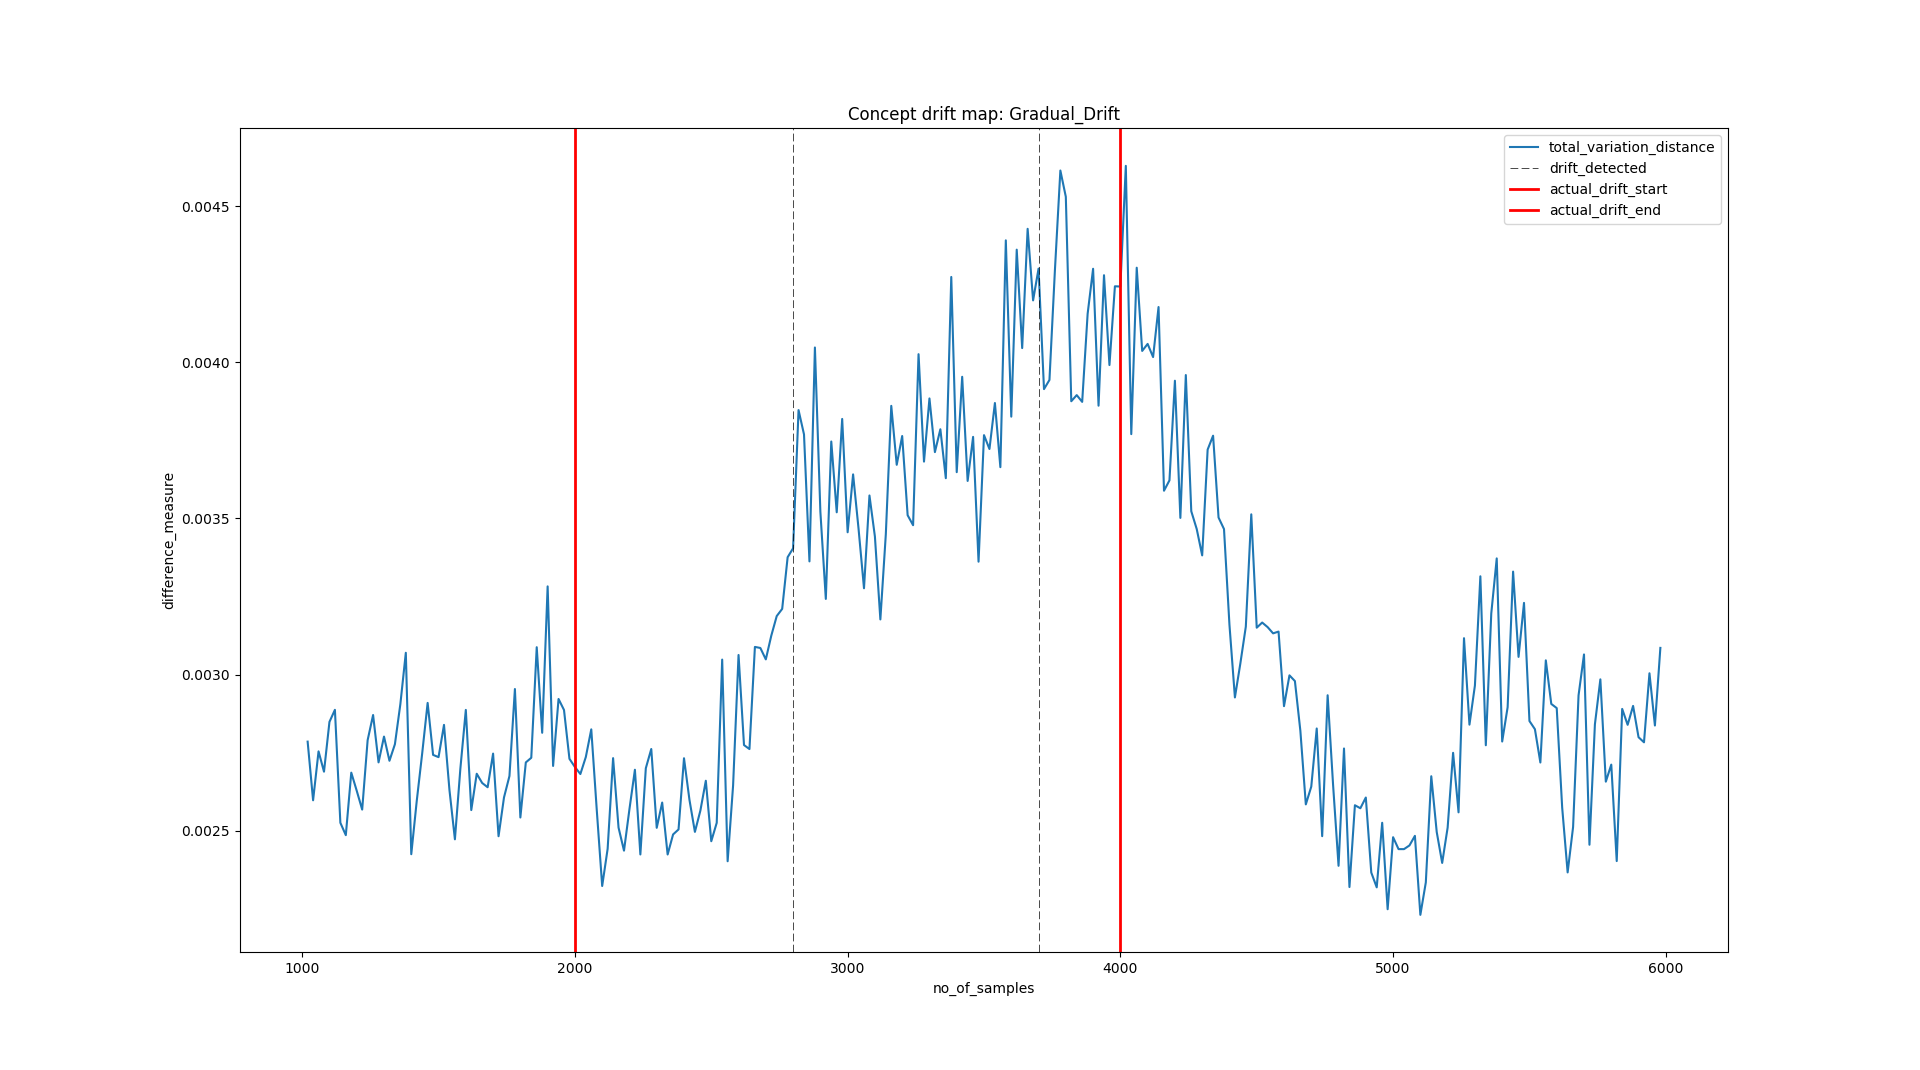 Concept drift map: Gradual_Drift
total_variation_distance
drift_detected
actual_drift_start
actual_drift_end
0.0045
0.0040
0.0035
0.0030
0.0025
difference_measure
1000 2000 3000 4000 5000 6000
no_of_samples